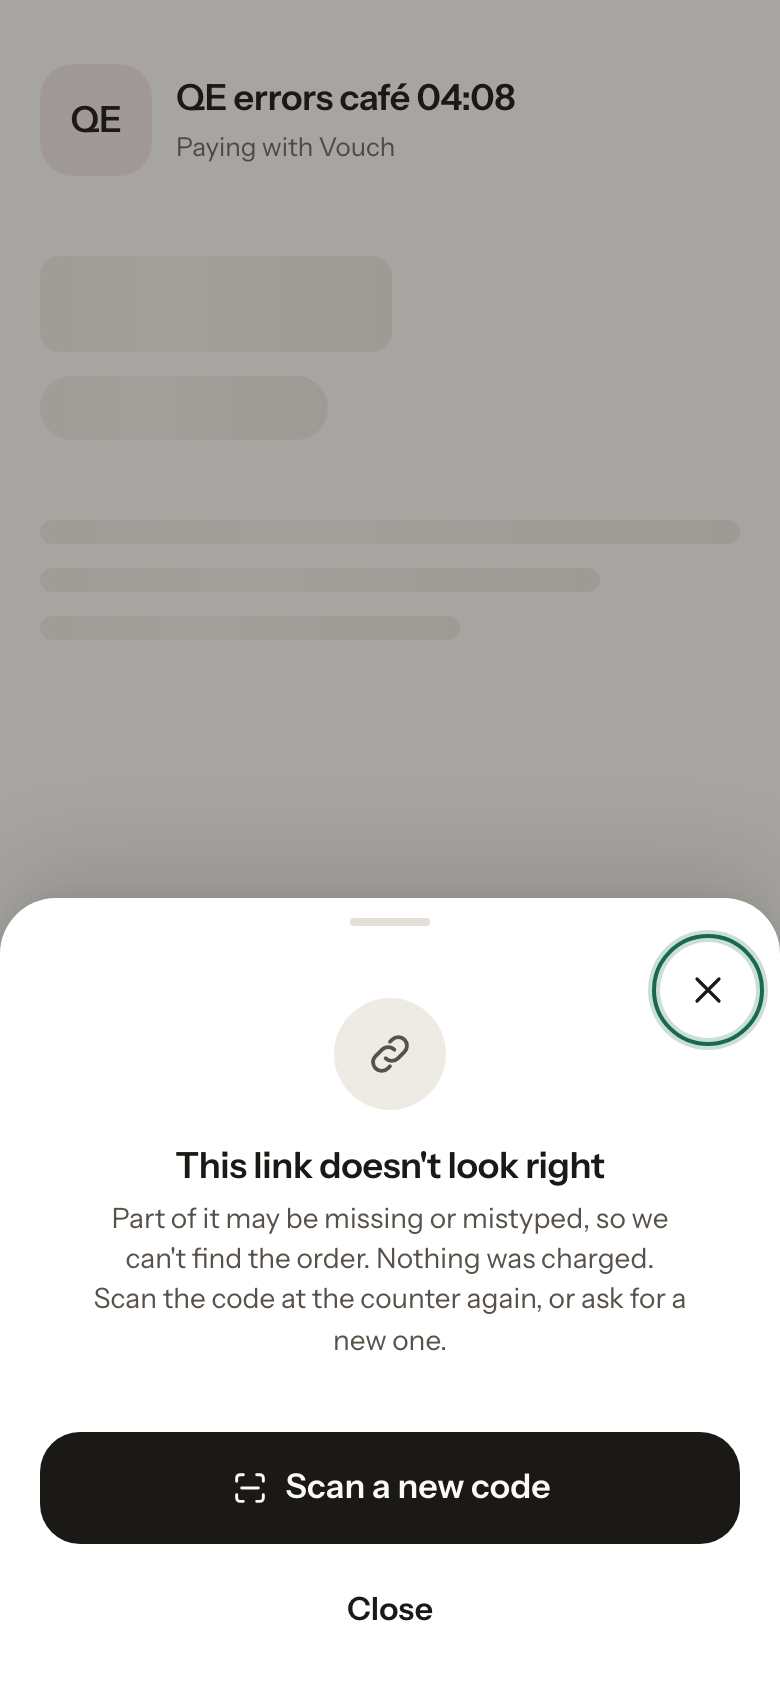 QE
QE errors café 04:08
Paying with Vouch
This link doesn't look right
Part of it may be missing or mistyped, so we
can't find the order. Nothing was charged.
Scan the code at the counter again, or ask for a
new one.
Scan a new code
Close